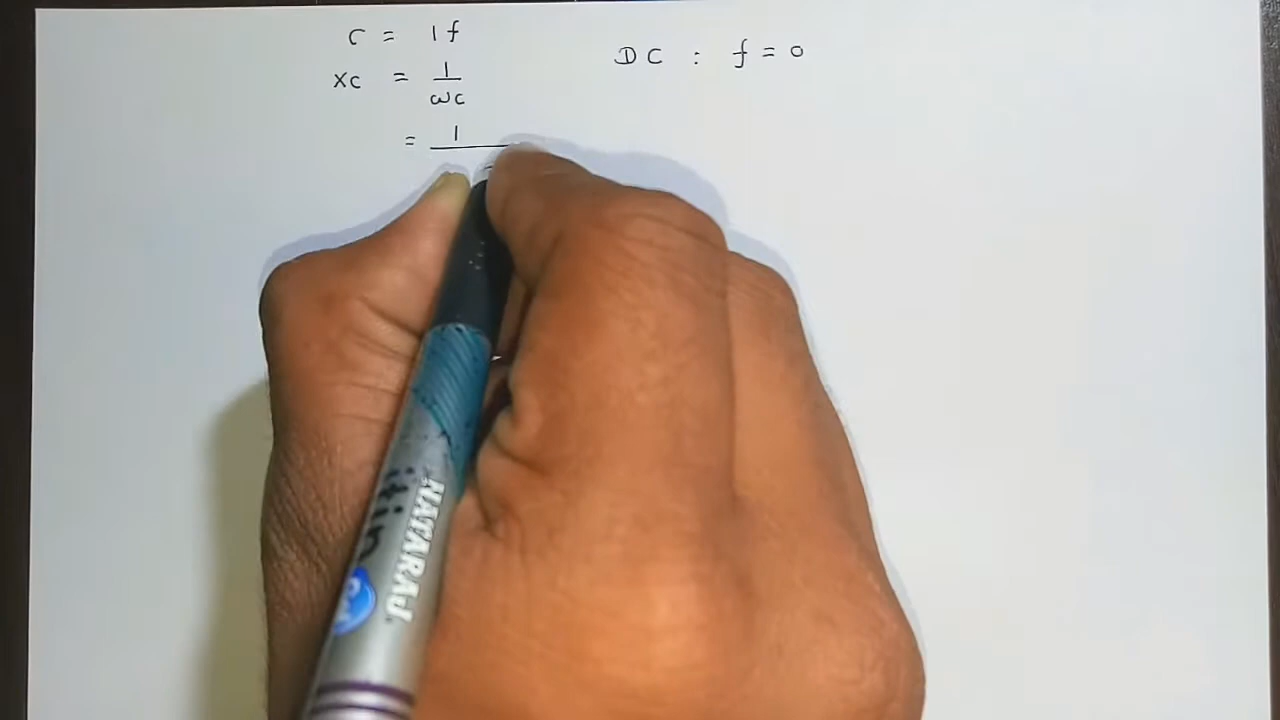 C = 1f
XC = 1/ωC
= 1
DC : f = 0
NATARAJ